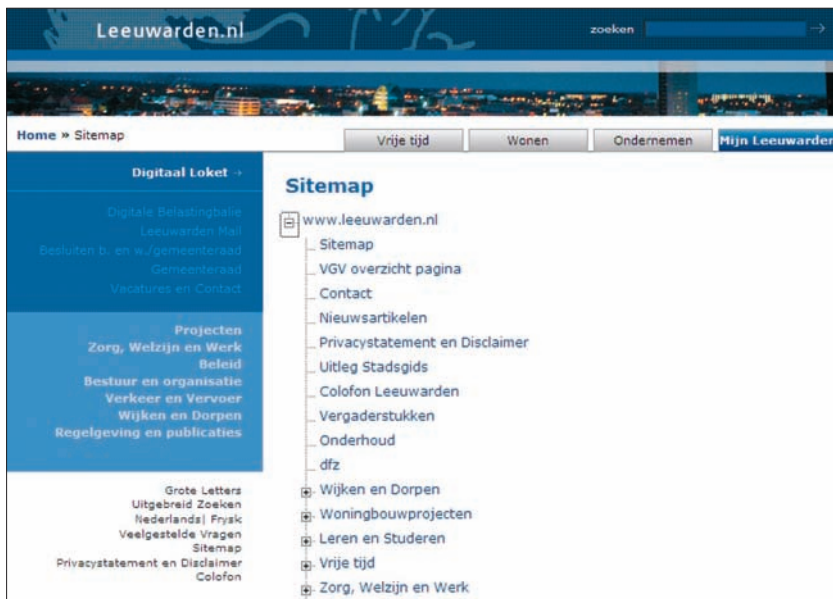 Leeuwarden.nl
zoeken
Home » Sitemap
Vrije tijd
Wonen
Ondernemen
Mijn Leeuwarden
Digitaal Loket →
Digitale Belastingbalie
Leeuwarden Mail
Besluiten b. en w./gemeenteraad
Gemeenteraad
Vacatures en Contact
Projecten
Zorg, Welzijn en Werk
Beleid
Bestuur en organisatie
Verkeer en Vervoer
Wijken en Dorpen
Regelgeving en publicaties
Grote Letters
Uitgebreid Zoeken
Nederlands| Frysk
Veelgestelde Vragen
Sitemap
Privacystatement en Disclaimer
Colofon
Sitemap
www.leeuwarden.nl
Sitemap
VGV overzicht pagina
Contact
Nieuwsartikelen
Privacystatement en Disclaimer
Uitleg Stadsgids
Colofon Leeuwarden
Vergaderstukken
Onderhoud
dfz
Wijken en Dorpen
Woningbouwprojecten
Leren en Studeren
Vrije tijd
Zorg, Welzijn en Werk